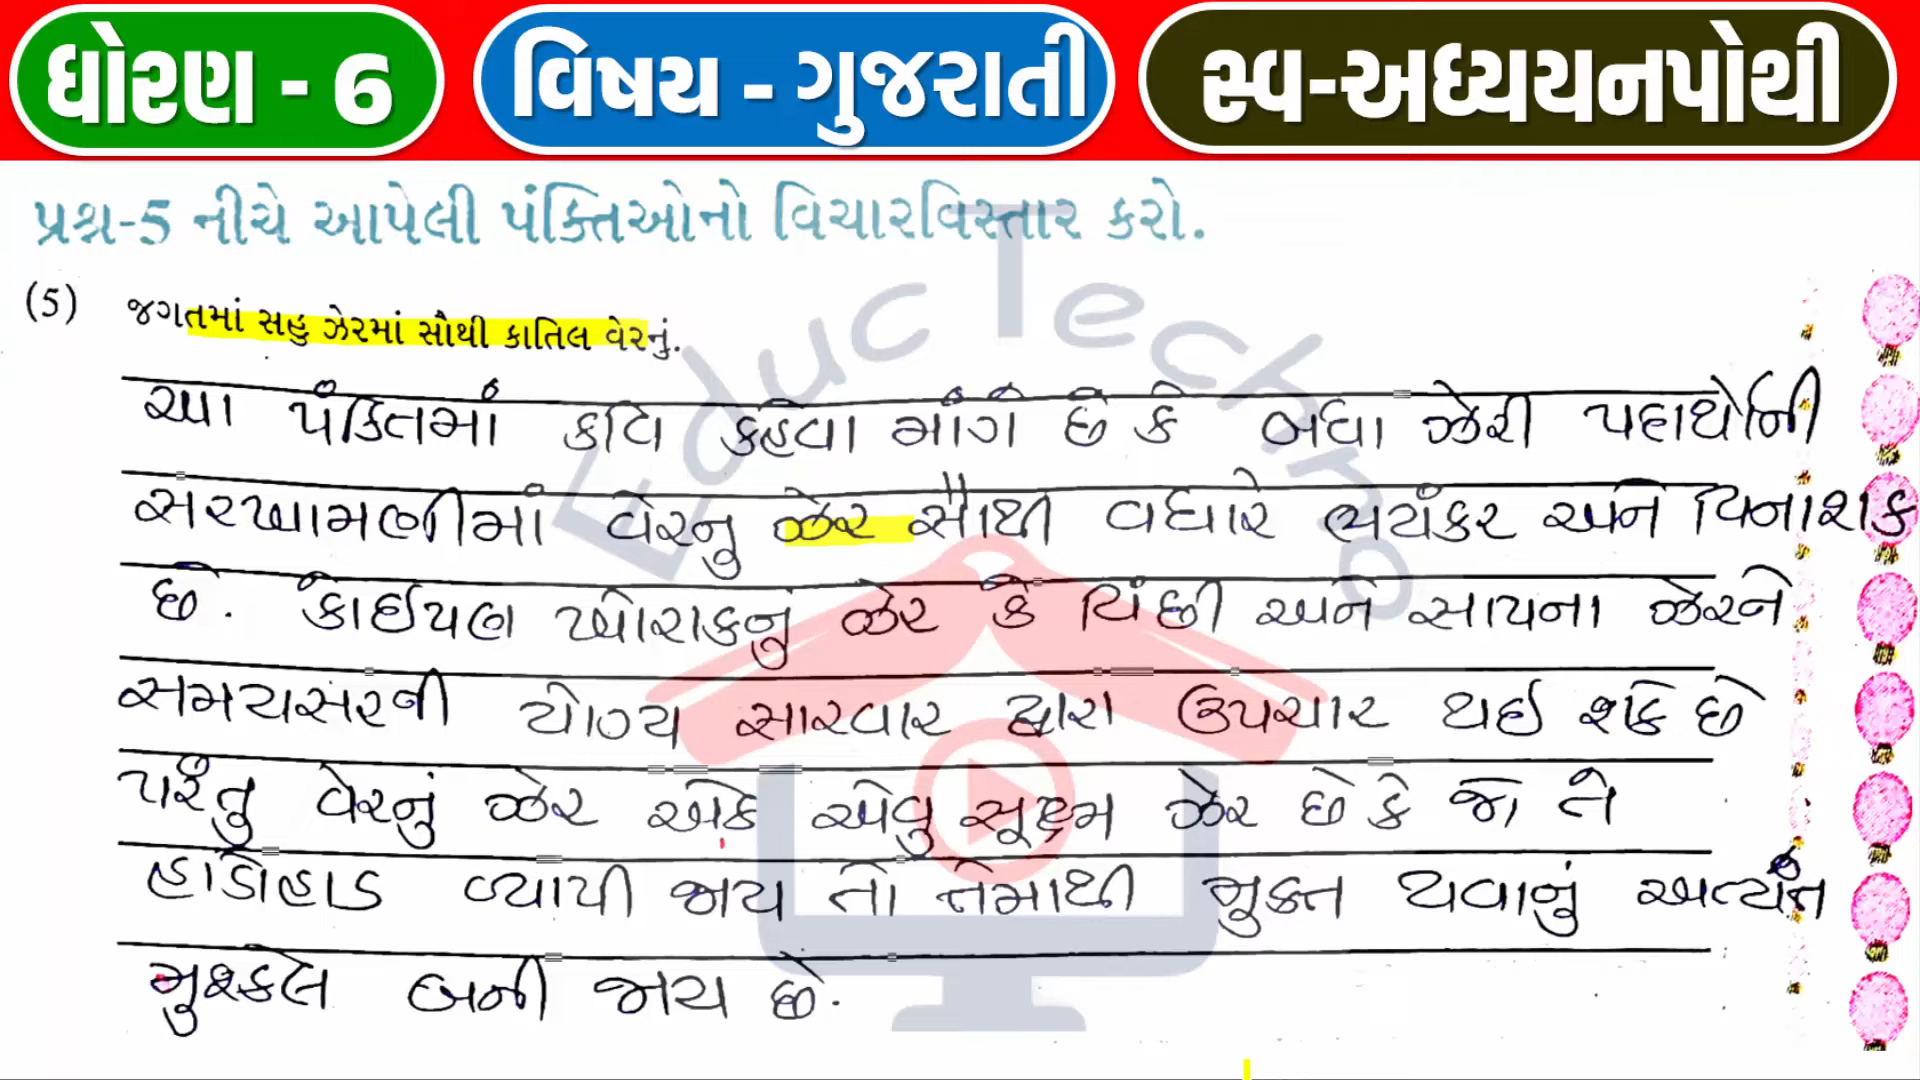 ધોરણ - 6
વિષય - ગુજરાતી
સ્વ-અધ્યયનપોથી
પ્રશ્ન-5 નીચે આપેલી પંક્તિઓનો વિચારવિસ્તાર કરો.
(5) જગતમાં સહુ ઝેરમાં સૌથી કાતિલ વેરનું.
આ પંક્તિમાં કવિ કહેવા માંગે છે કે બધા ઝેરી પદાર્થોની
સરખામણીમાં વેરનુ ઝેર સૌથી વધારે ભયંકર અને વિનાશક
છે. કોઈપણ ખોરાકનું ઝેર કે વિંછી અને સાપના ઝેરને
સમયસરની યોગ્ય સારવાર દ્વારા ઉપચાર થઈ શકે છે
પરંતુ વેરનું ઝેર એકે એવુ સૂક્ષ્મ ઝેર છે કે જો તે
હાડોહાડ વ્યાપી જાય તો તેમાથી મુક્ત થવાનું અત્યંત
મુશ્કેલ બની જાય છે.
EducTechno